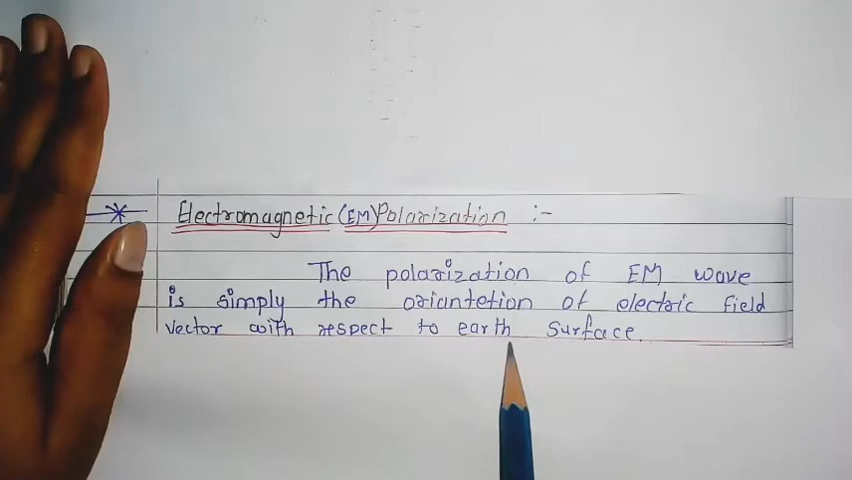 * Electromagnetic (EM) Polarization :-
The polarization of EM wave
is simply the oriantetion of electric field
vector with respect to earth surface.